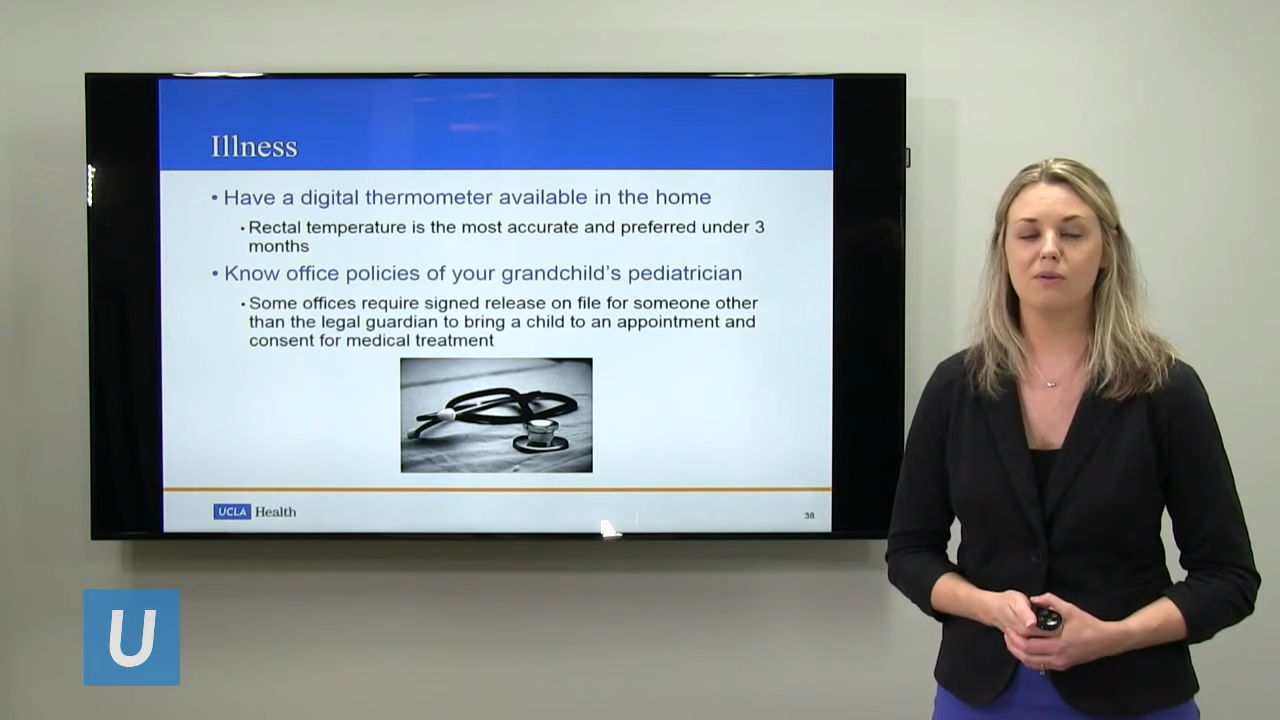 Illness
• Have a digital thermometer available in the home
• Rectal temperature is the most accurate and preferred under 3
months
• Know office policies of your grandchild's pediatrician
• Some offices require signed release on file for someone other
than the legal guardian to bring a child to an appointment and
consent for medical treatment
UCLA Health
38
U